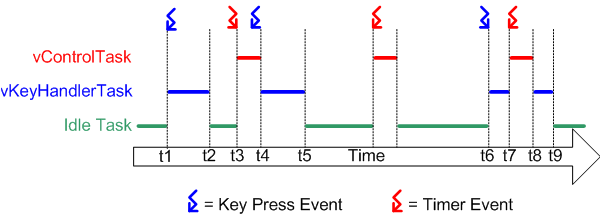 vControlTask
vKeyHandlerTask
Idle Task
t1 t2 t3 t4 t5 Time t6 t7 t8 t9
= Key Press Event = Timer Event